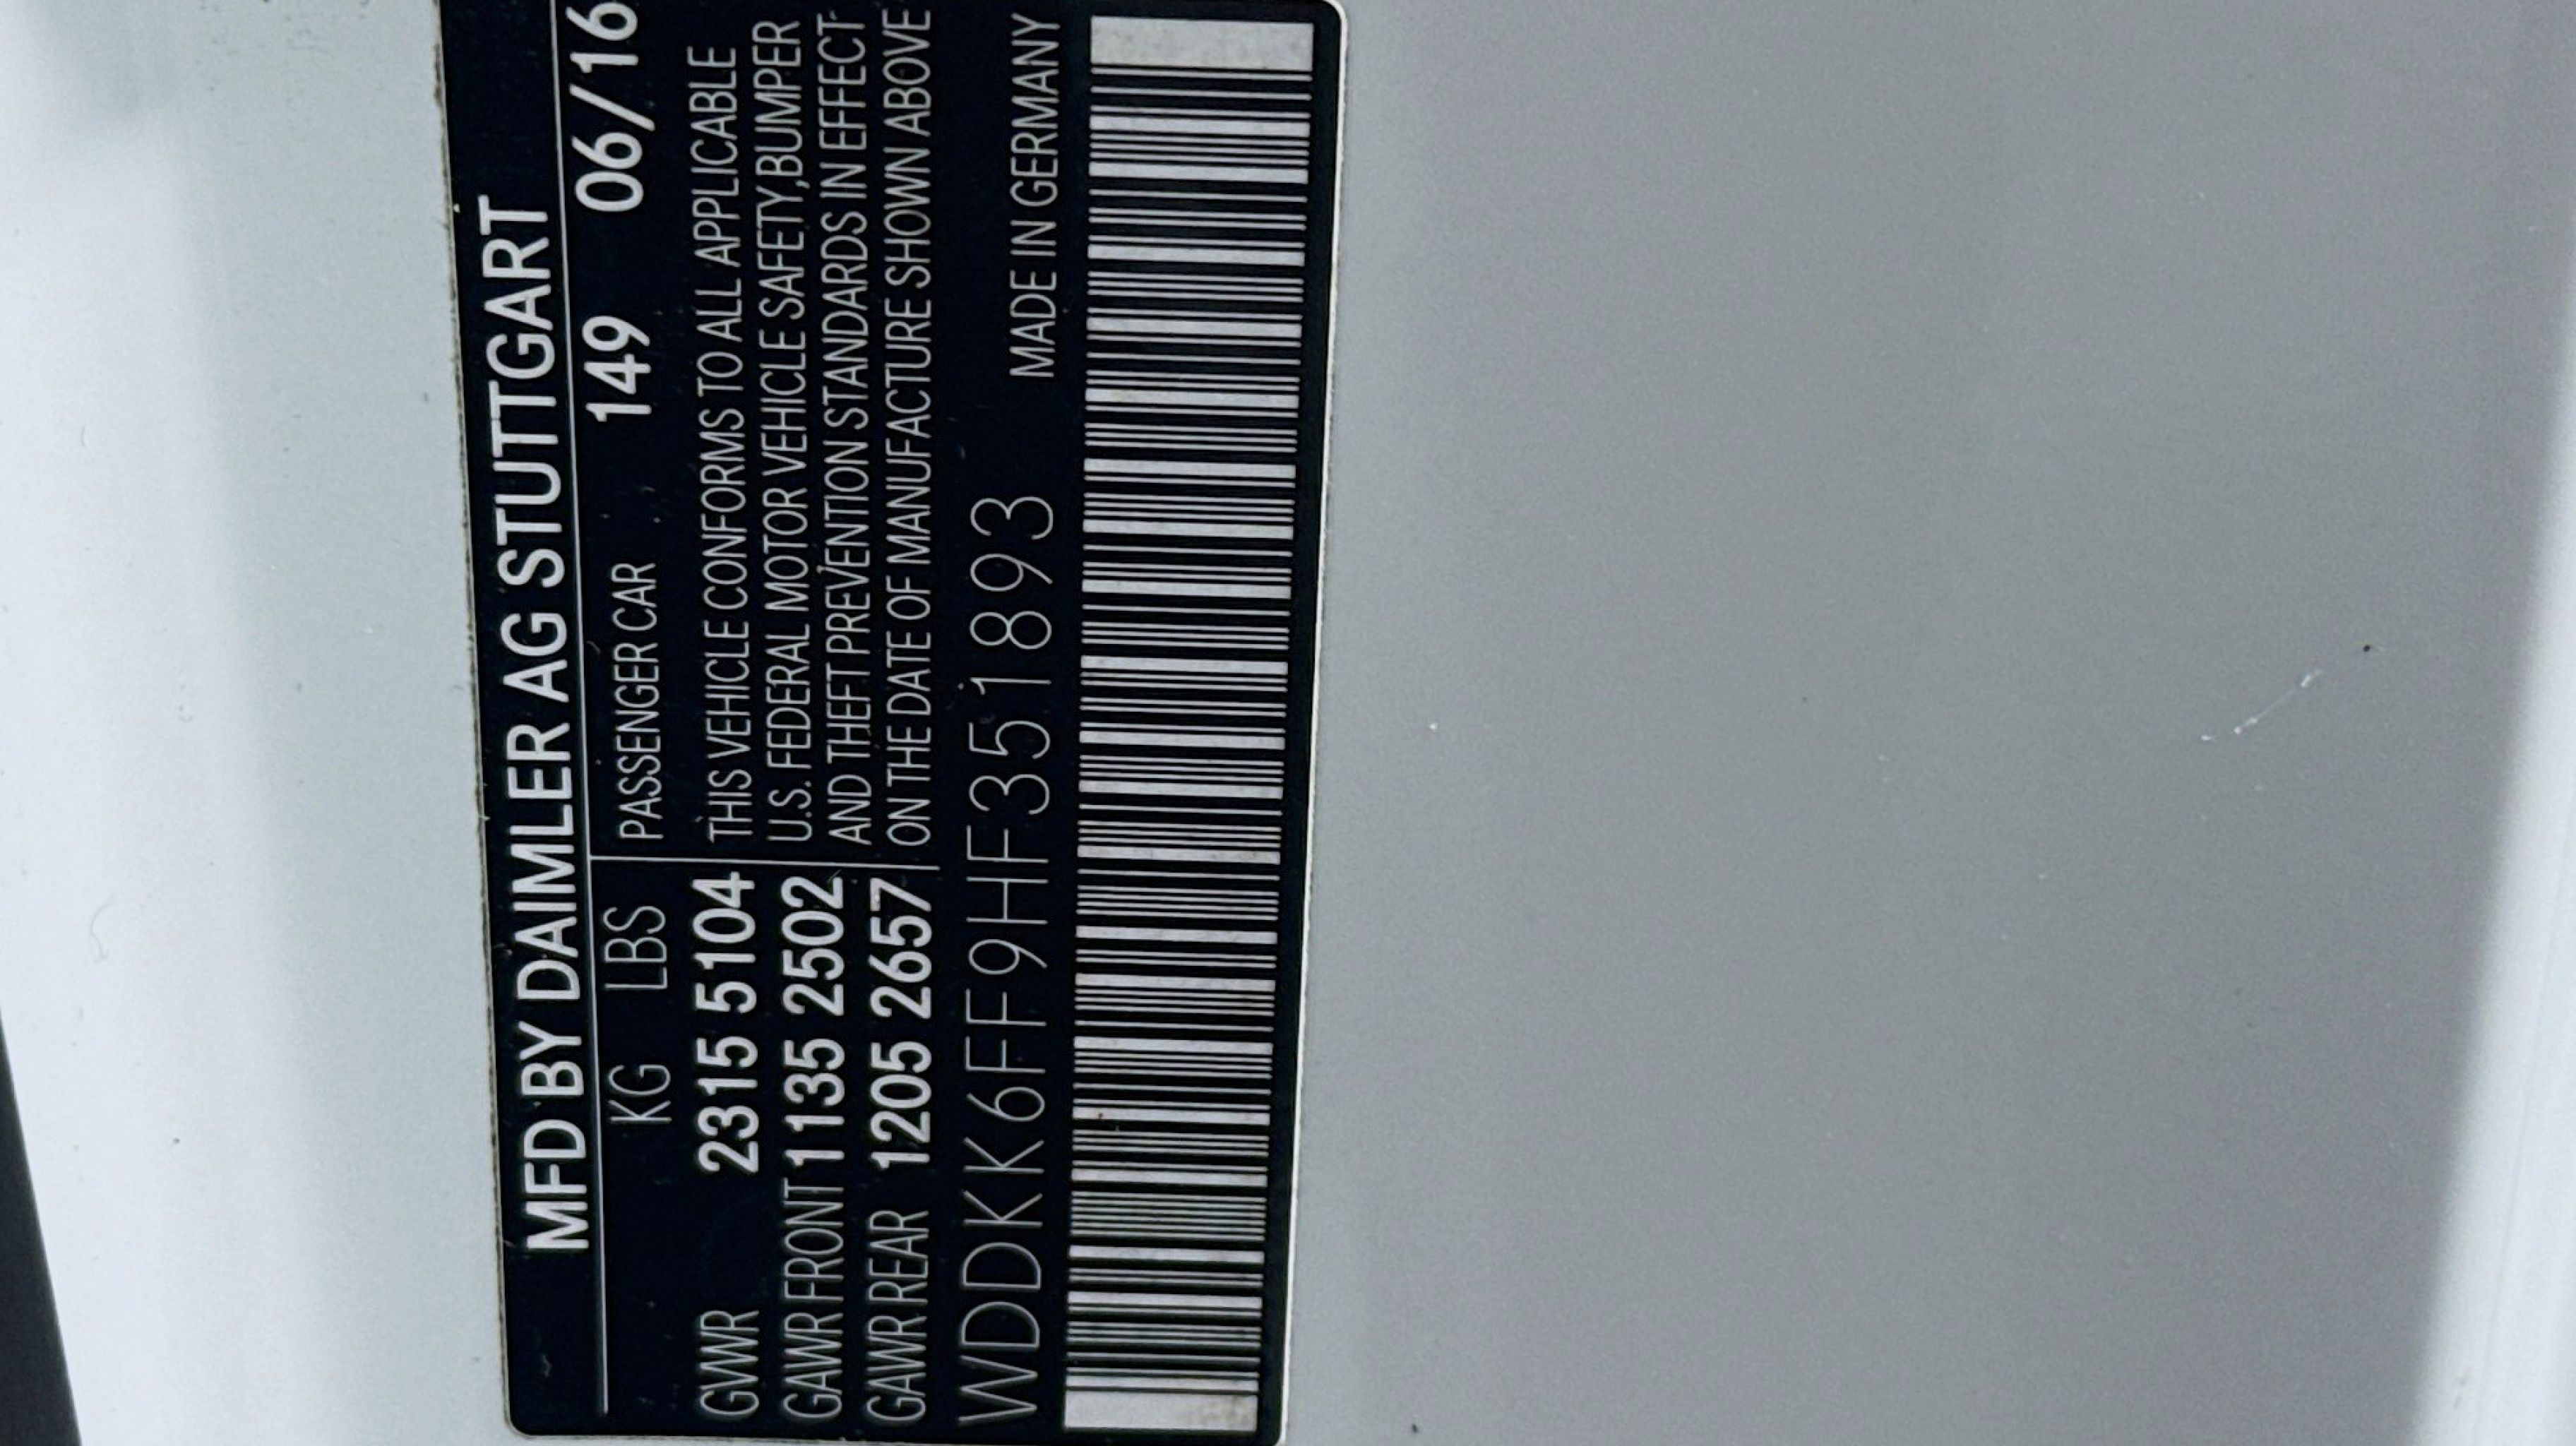 MFD BY DAIMLER AG STUTTGART
KG LBS
GVWR 2315 5104
GAWR FRONT 1135 2502
GAWR REAR 1205 2657
PASSENGER CAR 149 06/16
THIS VEHICLE CONFORMS TO ALL APPLICABLE
U.S. FEDERAL MOTOR VEHICLE SAFETY,BUMPER
AND THEFT PREVENTION STANDARDS IN EFFECT
ON THE DATE OF MANUFACTURE SHOWN ABOVE
WDDKK6FF9HF351893 MADE IN GERMANY